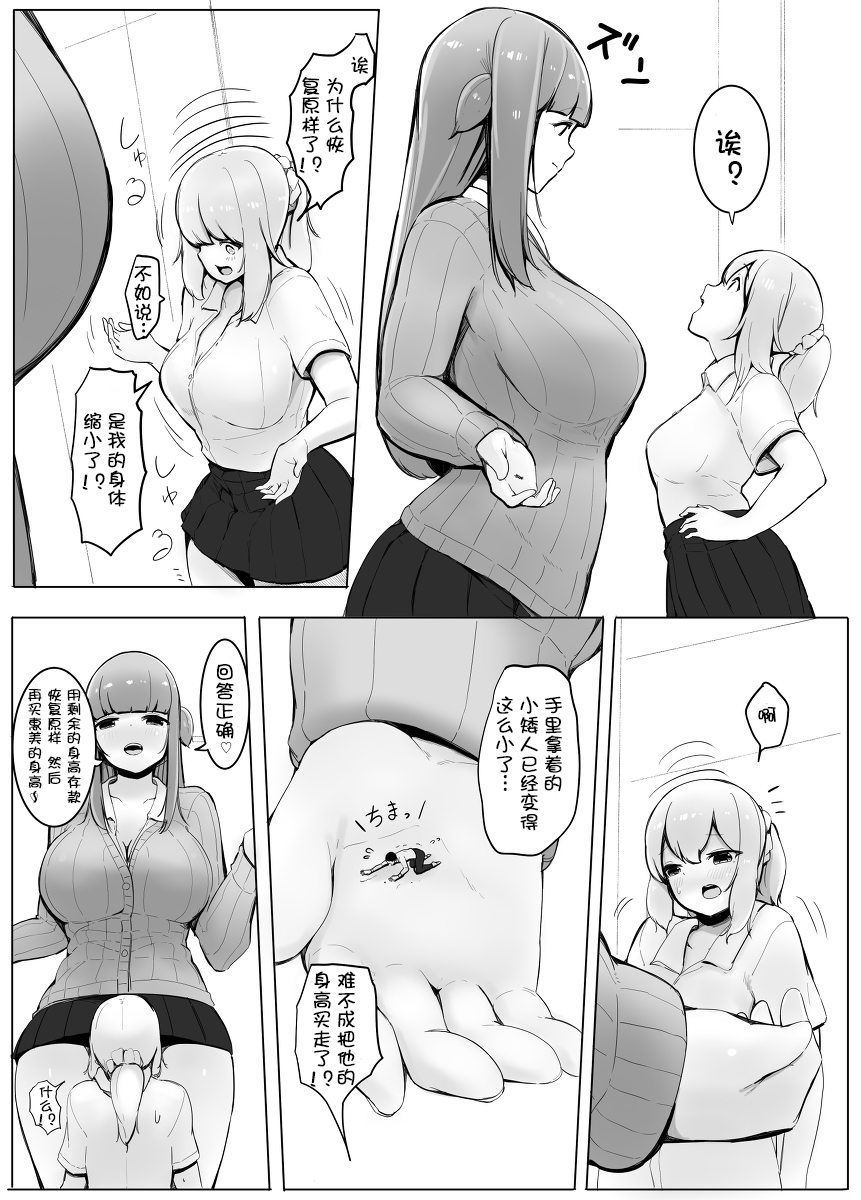 ズー
诶？
诶
为什么恢
复原样了！？
しゅる
不如说…
是我的身体
缩小了！？
しゅる
啊
手里拿着的
小矮人已经变得
这么小了…
ちまっ
难不成把他的
身高买走了！？
回答正确♡
用剩余的身高存款
恢复原样 然后
再买惠美的身高～
什么！？